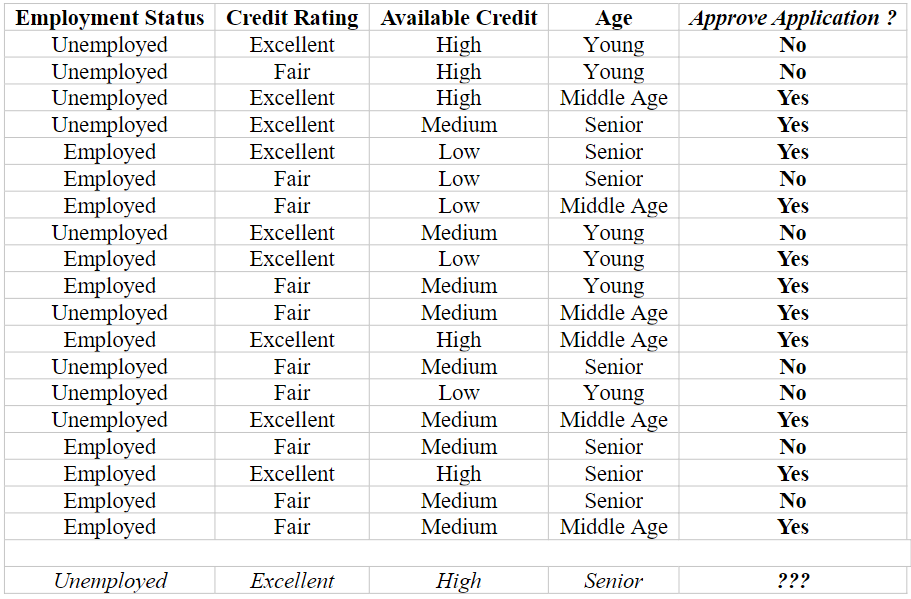 Employment Status Credit Rating Available Credit Age Approve Application ?
Unemployed Excellent High Young No
Unemployed Fair High Young No
Unemployed Excellent High Middle Age Yes
Unemployed Excellent Medium Senior Yes
Employed Excellent Low Senior Yes
Employed Fair Low Senior No
Employed Fair Low Middle Age Yes
Unemployed Excellent Medium Young No
Employed Excellent Low Young Yes
Employed Fair Medium Young Yes
Unemployed Fair Medium Middle Age Yes
Employed Excellent High Middle Age Yes
Unemployed Fair Medium Senior No
Unemployed Fair Low Young No
Unemployed Excellent Medium Middle Age Yes
Employed Fair Medium Senior No
Employed Excellent High Senior Yes
Employed Fair Medium Senior No
Employed Fair Medium Middle Age Yes
Unemployed Excellent High Senior ???